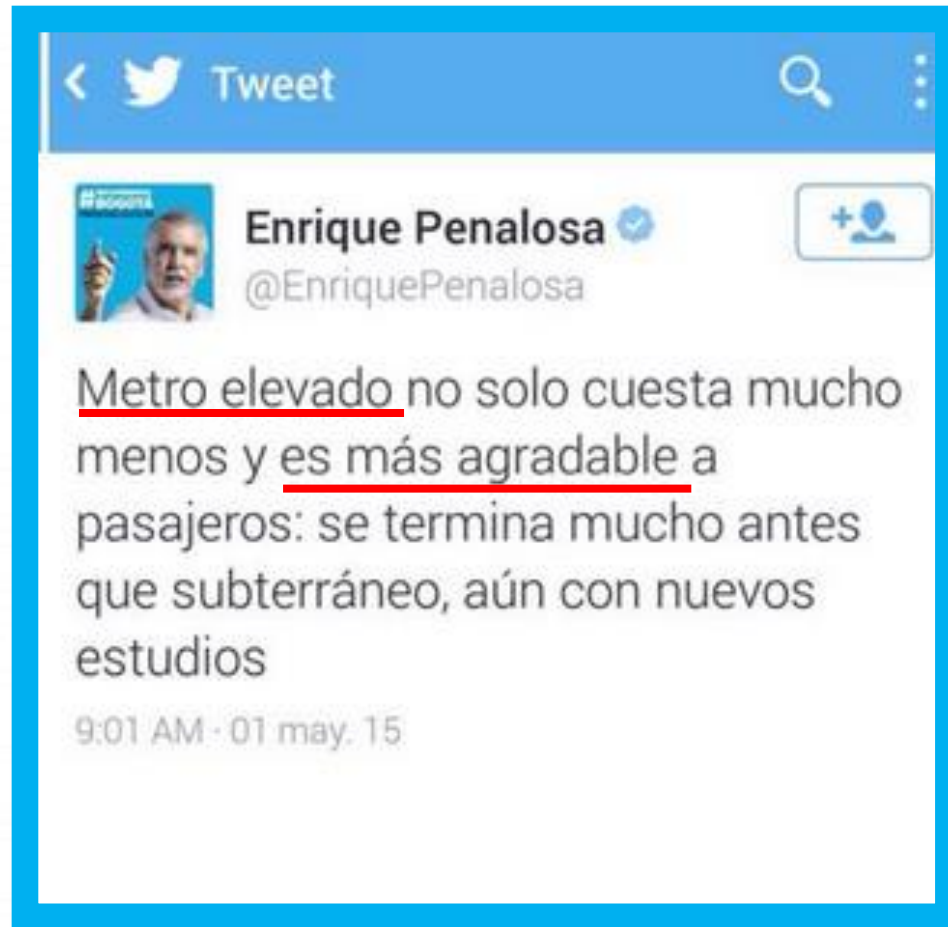 Tweet
#
BOGOTÁ
Enrique Penalosa
@EnriquePenalosa
Metro elevado no solo cuesta mucho
menos y es más agradable a
pasajeros: se termina mucho antes
que subterráneo, aún con nuevos
estudios
9:01 AM · 01 may. 15